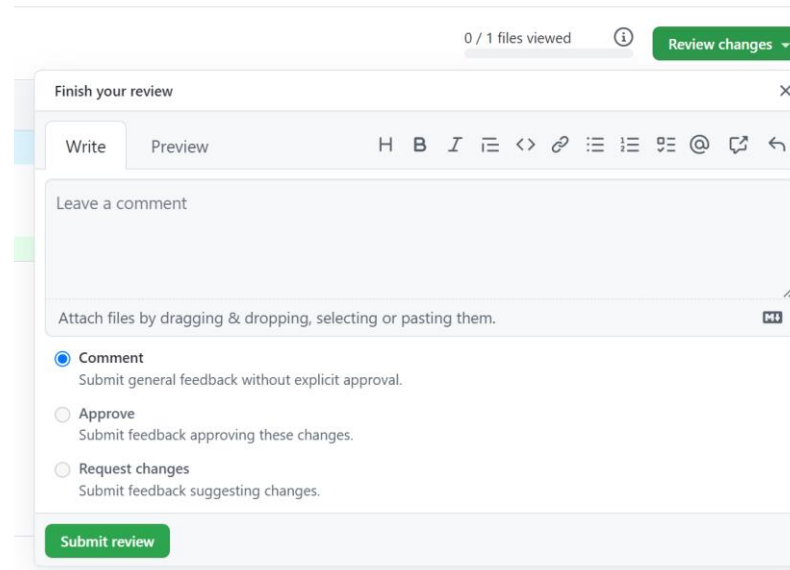 0 / 1 files viewed
Review changes
Finish your review
Write Preview
Leave a comment
Attach files by dragging & dropping, selecting or pasting them.
Comment
Submit general feedback without explicit approval.
Approve
Submit feedback approving these changes.
Request changes
Submit feedback suggesting changes.
Submit review